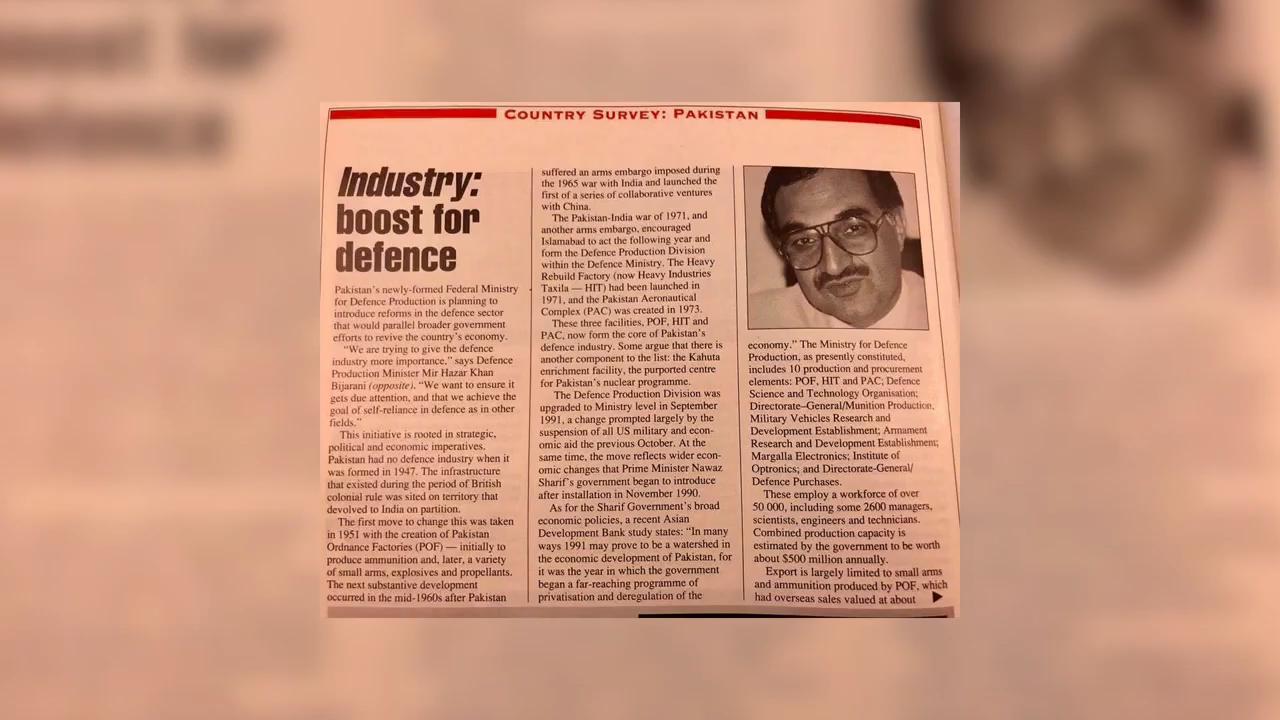 COUNTRY SURVEY: PAKISTAN
Industry:
boost for
defence
Pakistan's newly-formed Federal Ministry
for Defence Production is planning to
introduce reforms in the defence sector
that would parallel broader government
efforts to revive the country's economy.
"We are trying to give the defence
industry more importance," says Defence
Production Minister Mir Hazar Khan
Bijarani (opposite). "We want to ensure it
gets due attention, and that we achieve the
goal of self-reliance in defence as in other
fields."
This initiative is rooted in strategic,
political and economic imperatives.
Pakistan had no defence industry when it
was formed in 1947. The infrastructure
that existed during the period of British
colonial rule was sited on territory that
devolved to India on partition.
The first move to change this was taken
in 1951 with the creation of Pakistan
Ordnance Factories (POF) — initially to
produce ammunition and, later, a variety
of small arms, explosives and propellants.
The next substantive development
occurred in the mid-1960s after Pakistan
suffered an arms embargo imposed during
the 1965 war with India and launched the
first of a series of collaborative ventures
with China.
The Pakistan-India war of 1971, and
another arms embargo, encouraged
Islamabad to act the following year and
form the Defence Production Division
within the Defence Ministry. The Heavy
Rebuild Factory (now Heavy Industries
Taxila — HIT) had been launched in
1971, and the Pakistan Aeronautical
Complex (PAC) was created in 1973.
These three facilities, POF, HIT and
PAC, now form the core of Pakistan's
defence industry. Some argue that there is
another component to the list: the Kahuta
enrichment facility, the purported centre
for Pakistan's nuclear programme.
The Defence Production Division was
upgraded to Ministry level in September
1991, a change prompted largely by the
suspension of all US military and econ-
omic aid the previous October. At the
same time, the move reflects wider econ-
omic changes that Prime Minister Nawaz
Sharif's government began to introduce
after installation in November 1990.
As for the Sharif Government's broad
economic policies, a recent Asian
Development Bank study states: "In many
ways 1991 may prove to be a watershed in
the economic development of Pakistan, for
it was the year in which the government
began a far-reaching programme of
privatisation and deregulation of the
economy." The Ministry for Defence
Production, as presently constituted,
includes 10 production and procurement
elements: POF, HIT and PAC; Defence
Science and Technology Organisation;
Directorate–General/Munition Production,
Military Vehicles Research and
Development Establishment; Armament
Research and Development Establishment;
Margalla Electronics; Institute of
Optronics; and Directorate-General/
Defence Purchases.
These employ a workforce of over
50 000, including some 2600 managers,
scientists, engineers and technicians.
Combined production capacity is
estimated by the government to be worth
about $500 million annually.
Export is largely limited to small arms
and ammunition produced by POF, which
had overseas sales valued at about